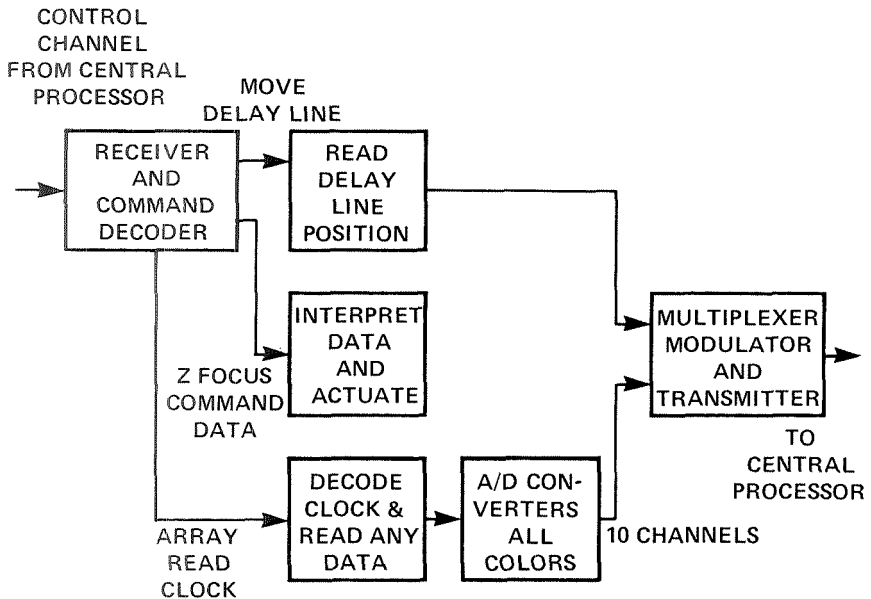 CONTROL
CHANNEL
FROM CENTRAL
PROCESSOR
MOVE
DELAY LINE
RECEIVER
AND
COMMAND
DECODER
READ
DELAY
LINE
POSITION
INTERPRET
DATA
AND
ACTUATE
Z FOCUS
COMMAND
DATA
MULTIPLEXER
MODULATOR
AND
TRANSMITTER
TO
CENTRAL
PROCESSOR
DECODE
CLOCK &
READ ANY
DATA
A/D CON-
VERTERS
ALL
COLORS
10 CHANNELS
ARRAY
READ
CLOCK